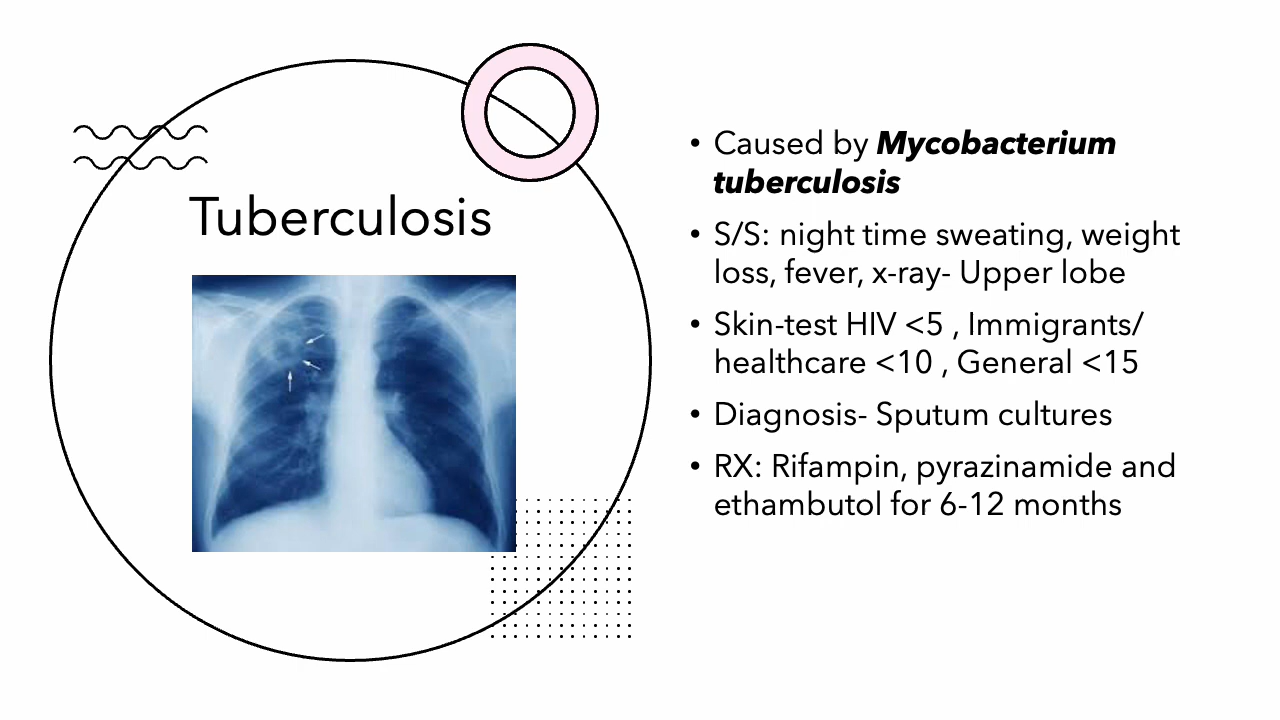 Tuberculosis
• Caused by Mycobacterium
tuberculosis
• S/S: night time sweating, weight
loss, fever, x-ray- Upper lobe
• Skin-test HIV <5 , Immigrants/
healthcare <10 , General <15
• Diagnosis- Sputum cultures
• RX: Rifampin, pyrazinamide and
ethambutol for 6-12 months